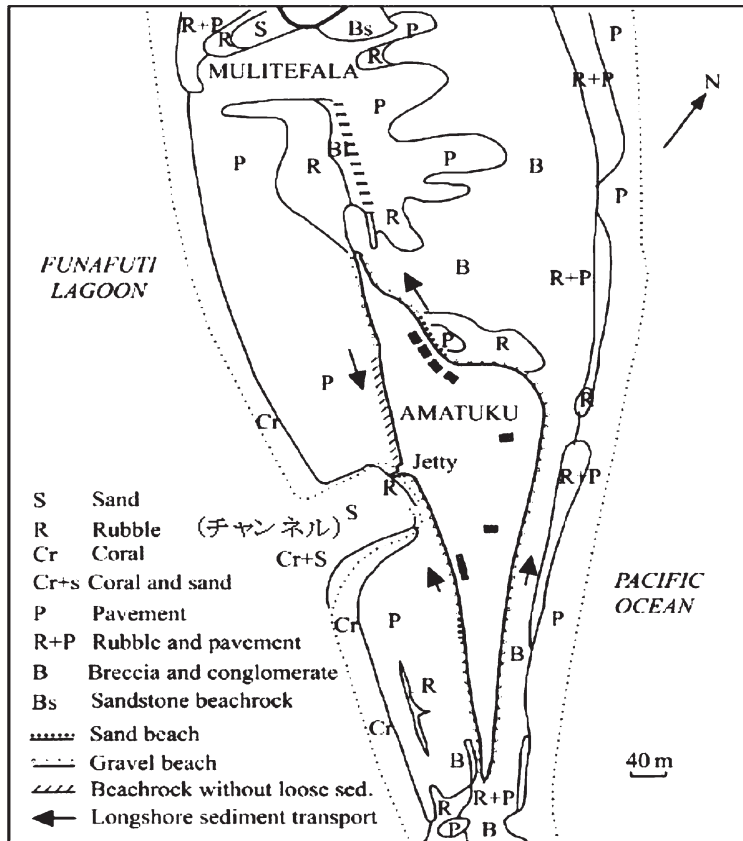 R+P
S
Bs
P
P
R
R
MULITEFALA
R+P
N
P
P
R
P
B
P
R
B
FUNAFUTI
LAGOON
R+P
P
R
P
AMATUKU
R
Cr
Jetty
R
R+P
S Sand
S
R Rubble (チャンネル)
Cr Coral
Cr+S
Cr+s Coral and sand
PACIFIC
OCEAN
P Pavement
Cr
P
P
R+P Rubble and pavement
B
B Breccia and conglomerate
R
Bs Sandstone beachrock
Cr
Sand beach
Gravel beach
B
40 m
Beachrock without loose sed.
R
R+P
Longshore sediment transport
P
B